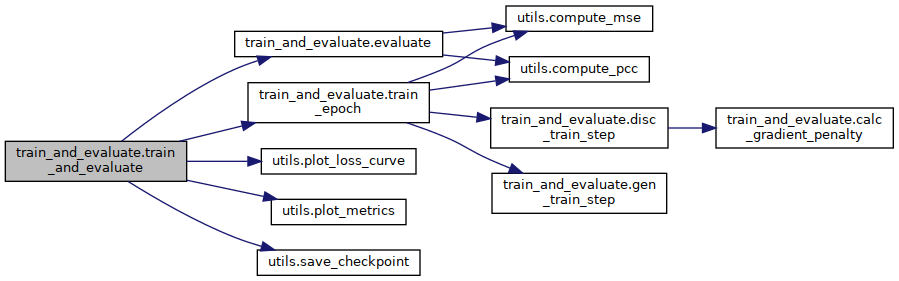 train_and_evaluate.train
_and_evaluate
train_and_evaluate.evaluate
train_and_evaluate.train
_epoch
utils.plot_loss_curve
utils.plot_metrics
utils.save_checkpoint
utils.compute_mse
utils.compute_pcc
train_and_evaluate.disc
_train_step
train_and_evaluate.gen
_train_step
train_and_evaluate.calc
_gradient_penalty